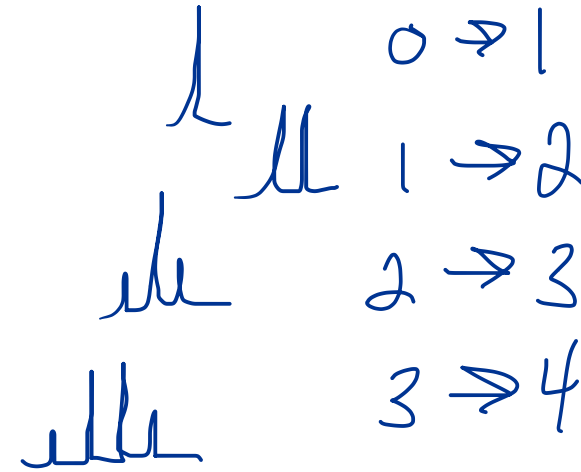 0 → 1
1 → 2
2 → 3
3 → 4